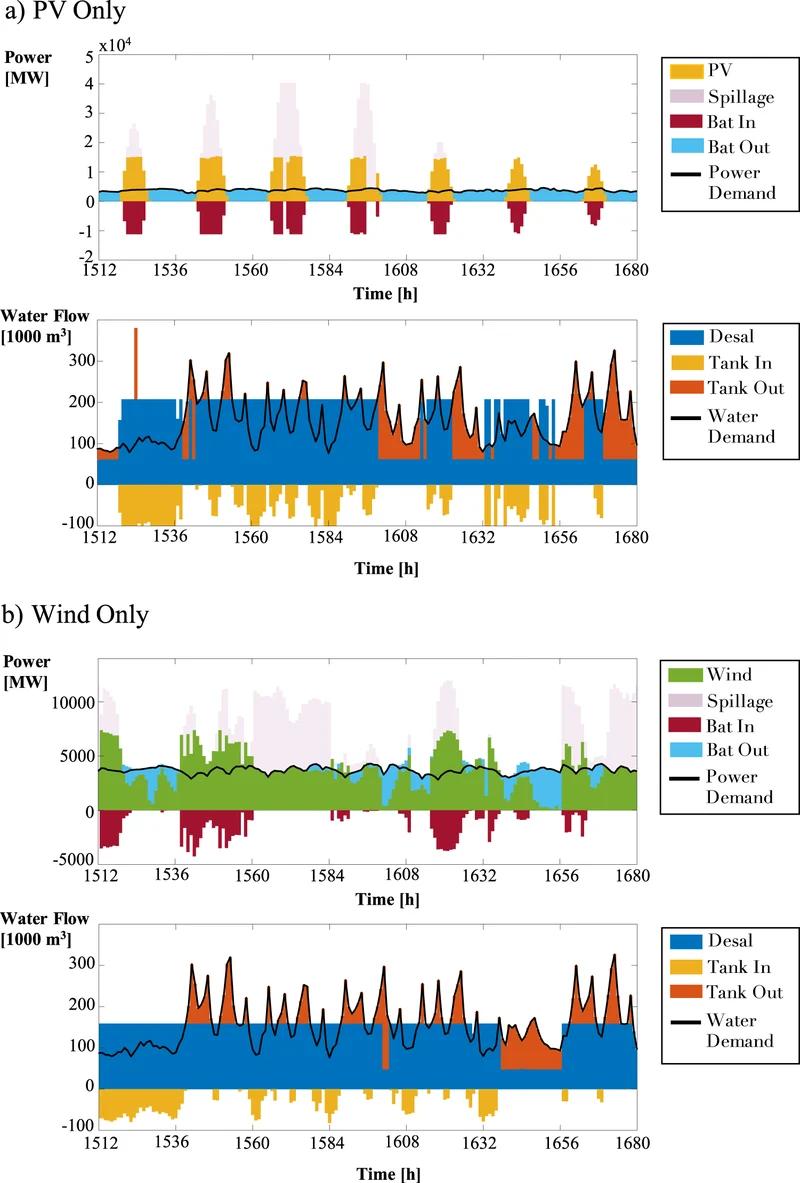 a) PV Only
Power
[MW]
x10⁴
5
4
3
2
1
0
-1
-2
1512 1536 1560 1584 1608 1632 1656 1680
Time [h]
PV
Spillage
Bat In
Bat Out
Power
Demand
Water Flow
[1000 m³]
300
200
100
0
-100
1512 1536 1560 1584 1608 1632 1656 1680
Time [h]
Desal
Tank In
Tank Out
Water
Demand
b) Wind Only
Power
[MW]
10000
5000
0
-5000
1512 1536 1560 1584 1608 1632 1656 1680
Time [h]
Wind
Spillage
Bat In
Bat Out
Power
Demand
Water Flow
[1000 m³]
300
200
100
0
-100
1512 1536 1560 1584 1608 1632 1656 1680
Time [h]
Desal
Tank In
Tank Out
Water
Demand